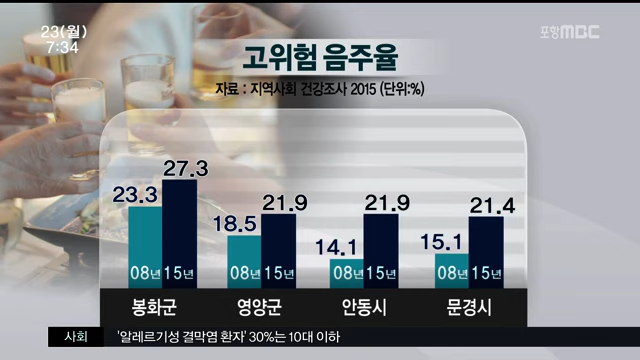 23(월)
7:34
포항MBC
고위험 음주율
자료 : 지역사회 건강조사 2015 (단위:%)
23.3 27.3
18.5 21.9
14.1 21.9
15.1 21.4
08년 15년
08년 15년
08년 15년
08년 15년
봉화군 영양군 안동시 문경시
사회 '알레르기성 결막염 환자' 30%는 10대 이하